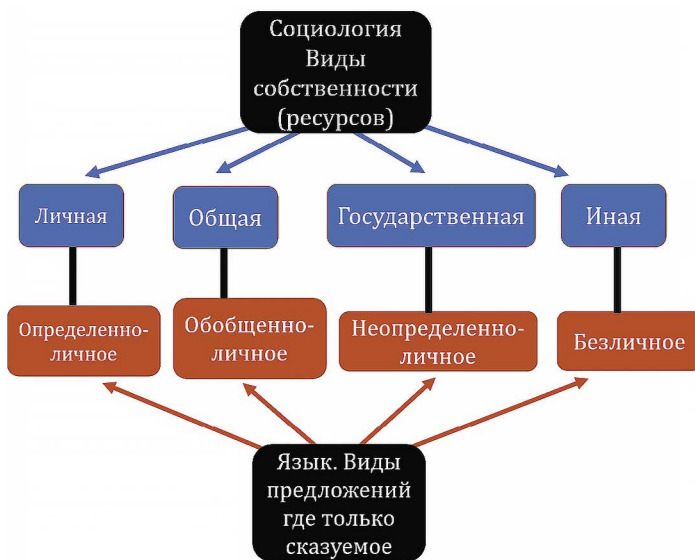 Социология
Виды
собственности
(ресурсов)
Личная
Общая
Государственная
Иная
Определенно-
личное
Обобщенно-
личное
Неопределенно-
личное
Безличное
Язык. Виды
предложений
где только
сказуемое